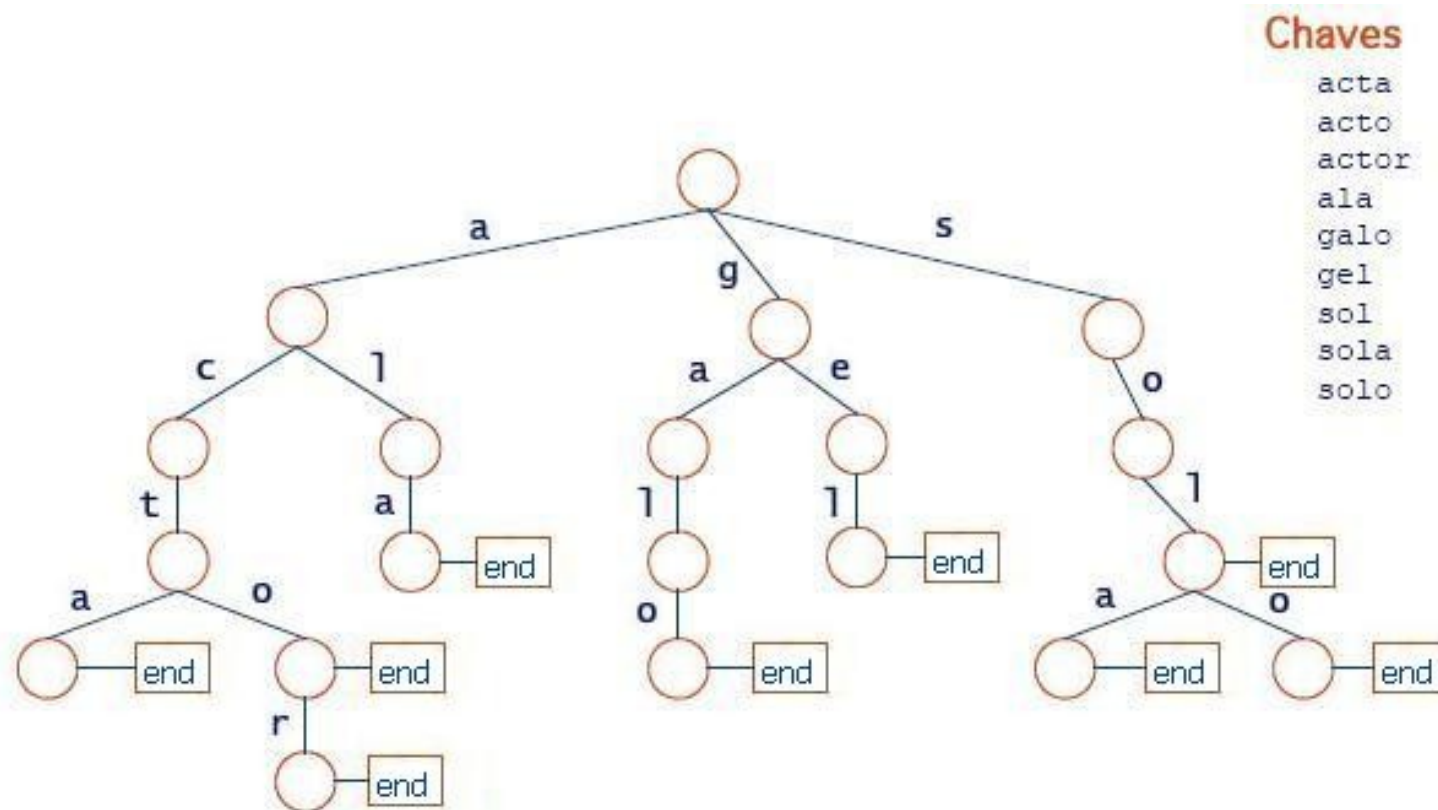 Chaves
acta
acto
actor
ala
galo
gel
sol
sola
solo
a
g
s
c
l
a
e
o
t
a
l
l
l
end
end
end
a
o
o
a
o
end
end
end
end
end
r
end